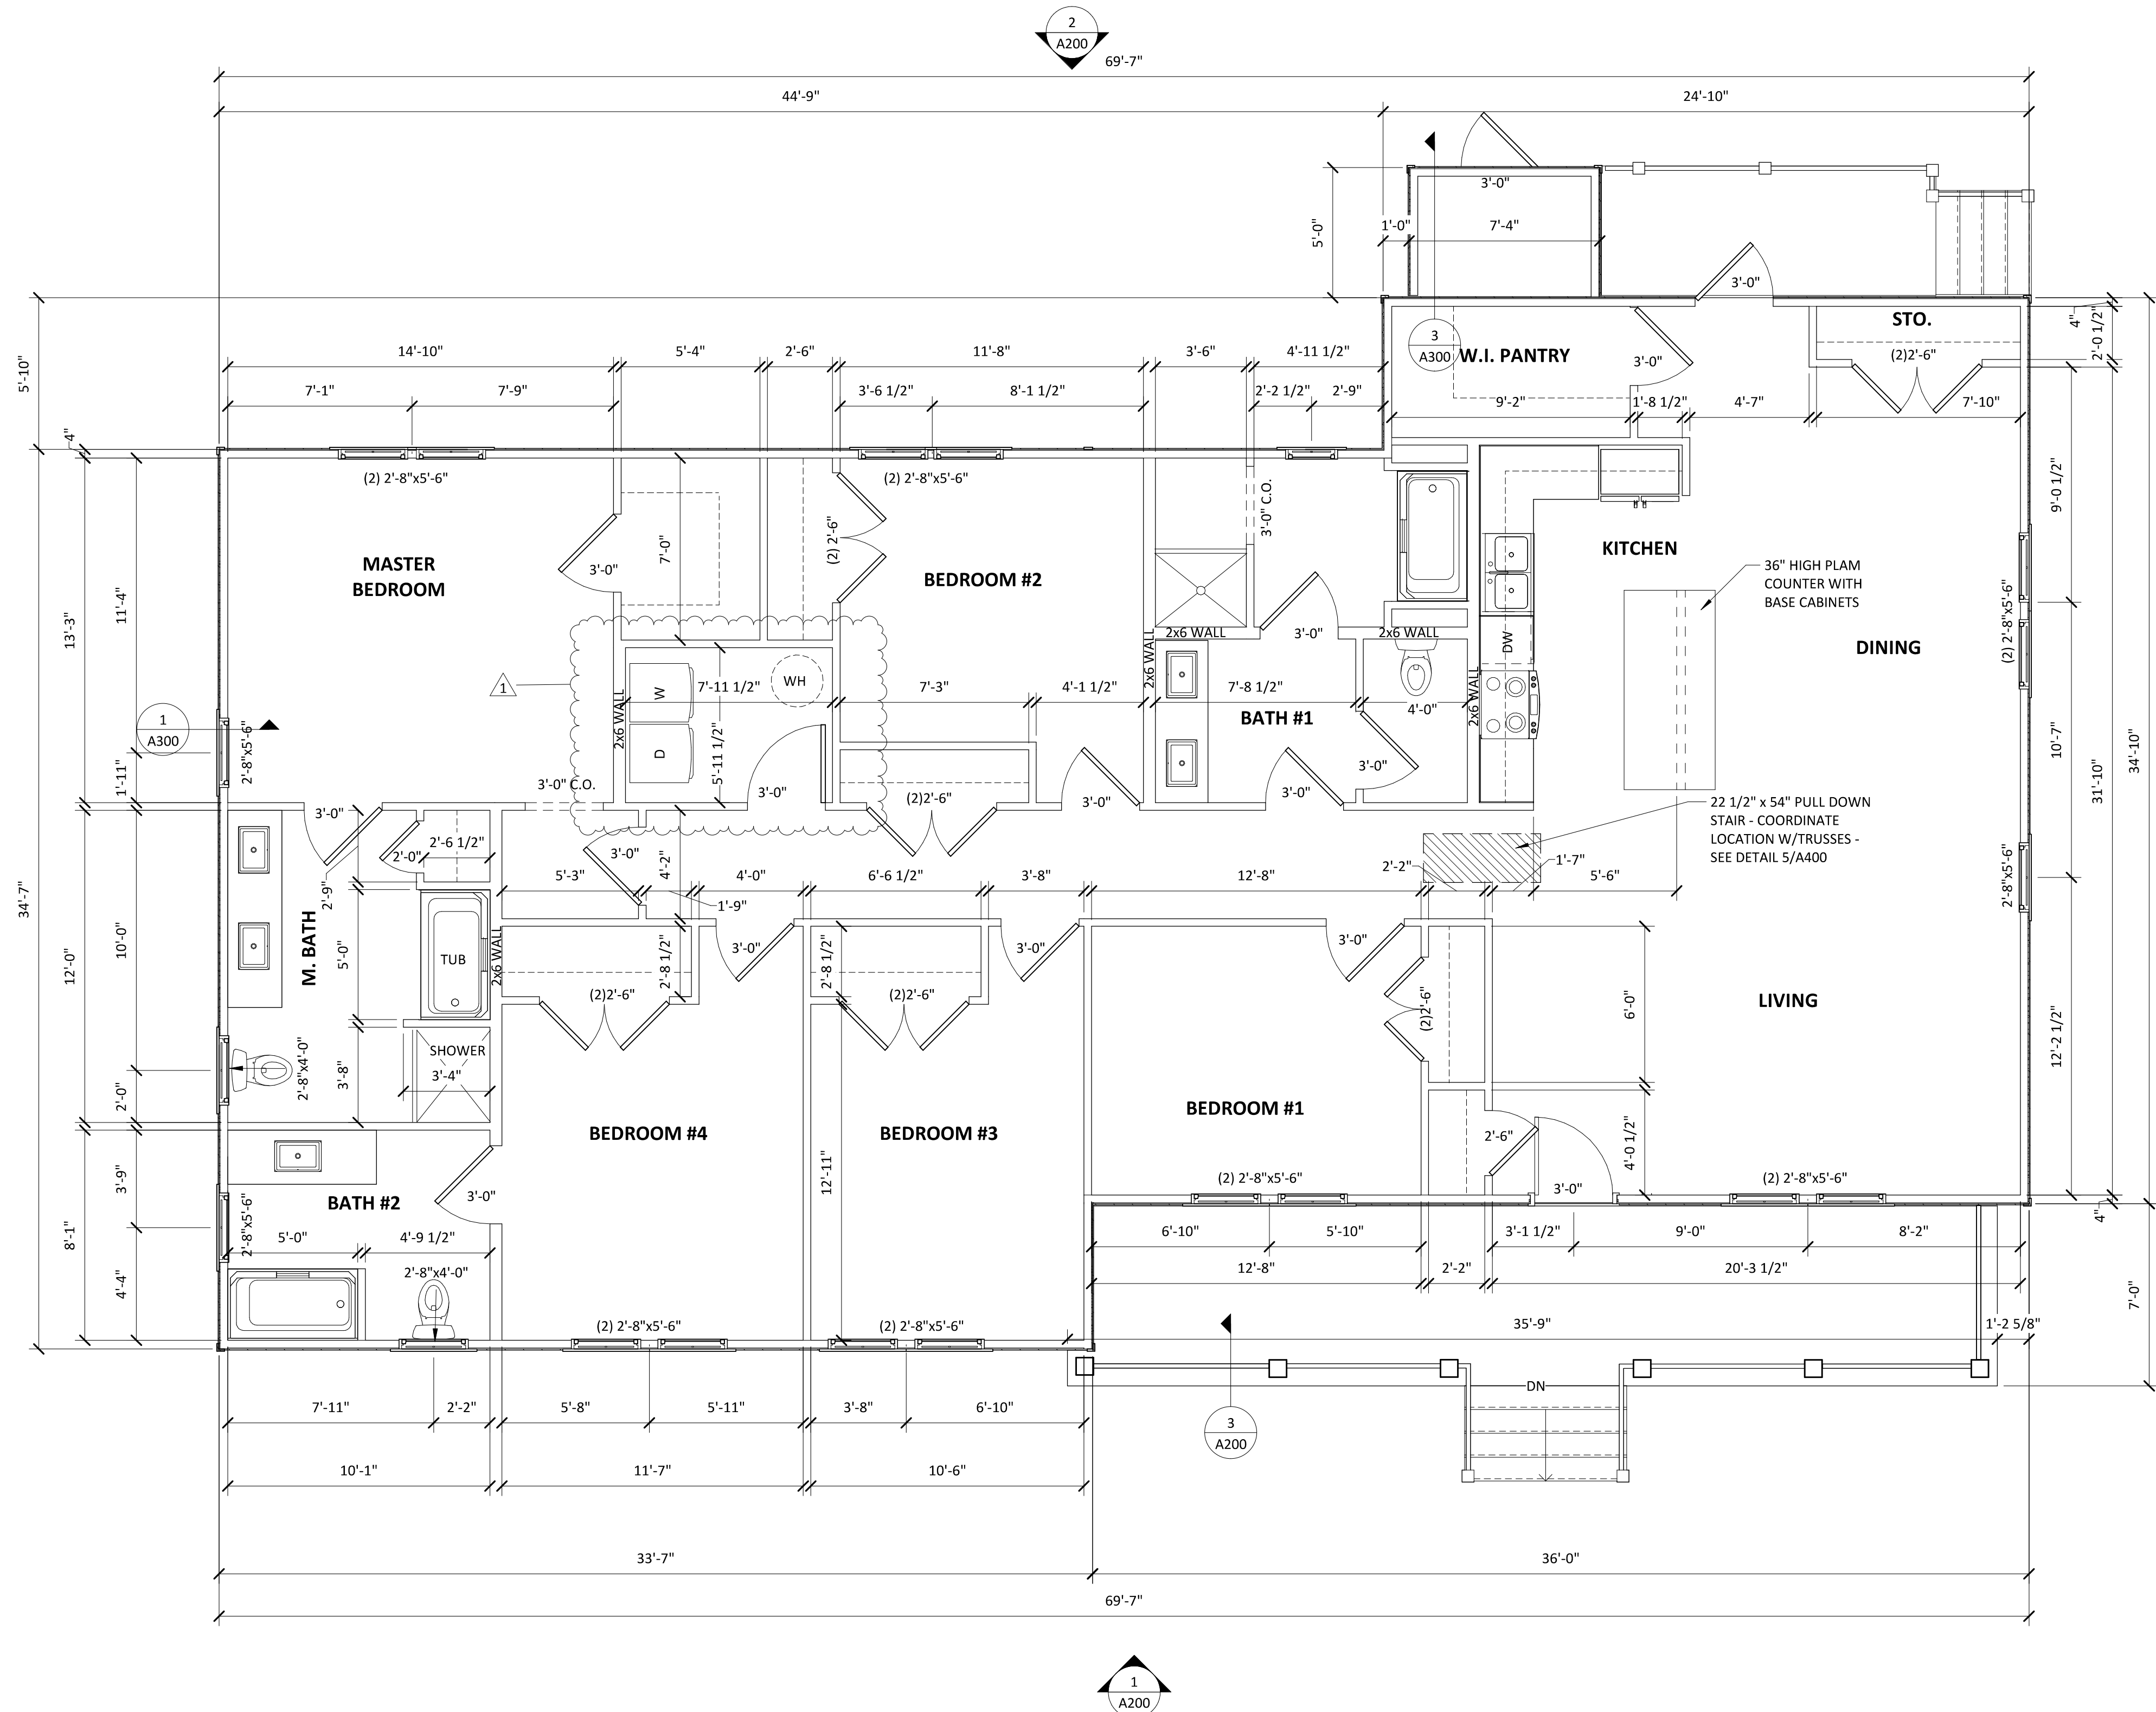 2
A200
69'-7"
44'-9"
24'-10"
3'-0"
5'-0"
1'-0"
7'-4"
3'-0"
4"
2'-0 1/2"
STO.
(2)2'-6"
3
A300
W.I. PANTRY
3'-0"
5'-10"
14'-10"
5'-4"
2'-6"
11'-8"
3'-6"
4'-11 1/2"
7'-1"
7'-9"
3'-6 1/2"
8'-1 1/2"
2'-2 1/2"
2'-9"
9'-2"
1'-8 1/2"
4'-7"
7'-10"
4"
(2) 2'-8"x5'-6"
(2) 2'-8"x5'-6"
3'-0" C.O.
9'-0 1/2"
(2) 2'-6"
7'-0"
MASTER
BEDROOM
3'-0"
BEDROOM #2
KITCHEN
36" HIGH PLAM
COUNTER WITH
BASE CABINETS
11'-4"
13'-3"
2x6 WALL
3'-0"
2x6 WALL
2x6 WALL
DW
DINING
(2) 2'-8"x5'-6"
1
W
7'-11 1/2"
WH
7'-3"
4'-1 1/2"
7'-8 1/2"
4'-0"
2x6 WALL
2x6 WALL
BATH #1
1
A300
2'-8"x5'-6"
D
5'-11 1/2"
10'-7"
34'-10"
31'-10"
1'-11"
3'-0" C.O.
3'-0"
(2)2'-6"
3'-0"
3'-0"
3'-0"
22 1/2" x 54" PULL DOWN
STAIR - COORDINATE
LOCATION W/TRUSSES -
SEE DETAIL 5/A400
3'-0"
2'-0"
2'-6 1/2"
3'-0"
4'-2"
2'-2"
1'-7"
34'-7"
2'-9"
5'-3"
1'-9"
4'-0"
6'-6 1/2"
3'-8"
12'-8"
5'-6"
2'-8"x5'-6"
10'-0"
12'-0"
M. BATH
5'-0"
TUB
2x6 WALL
2'-8 1/2"
3'-0"
2'-8 1/2"
3'-0"
3'-0"
(2)2'-6"
(2)2'-6"
(2)2'-6"
6'-0"
LIVING
12'-2 1/2"
2'-8"x4'-0"
3'-8"
SHOWER
3'-4"
2'-0"
BEDROOM #4
BEDROOM #3
BEDROOM #1
2'-6"
4'-0 1/2"
3'-9"
12'-11"
3'-0"
BATH #2
3'-0"
(2) 2'-8"x5'-6"
(2) 2'-8"x5'-6"
4"
8'-1"
2'-8"x5'-6"
5'-0"
4'-9 1/2"
6'-10"
5'-10"
3'-1 1/2"
9'-0"
8'-2"
12'-8"
2'-2"
20'-3 1/2"
4'-4"
2'-8"x4'-0"
(2) 2'-8"x5'-6"
(2) 2'-8"x5'-6"
35'-9"
1'-2 5/8"
7'-0"
DN
7'-11"
2'-2"
5'-8"
5'-11"
3'-8"
6'-10"
3
A200
10'-1"
11'-7"
10'-6"
33'-7"
36'-0"
69'-7"
1
A200